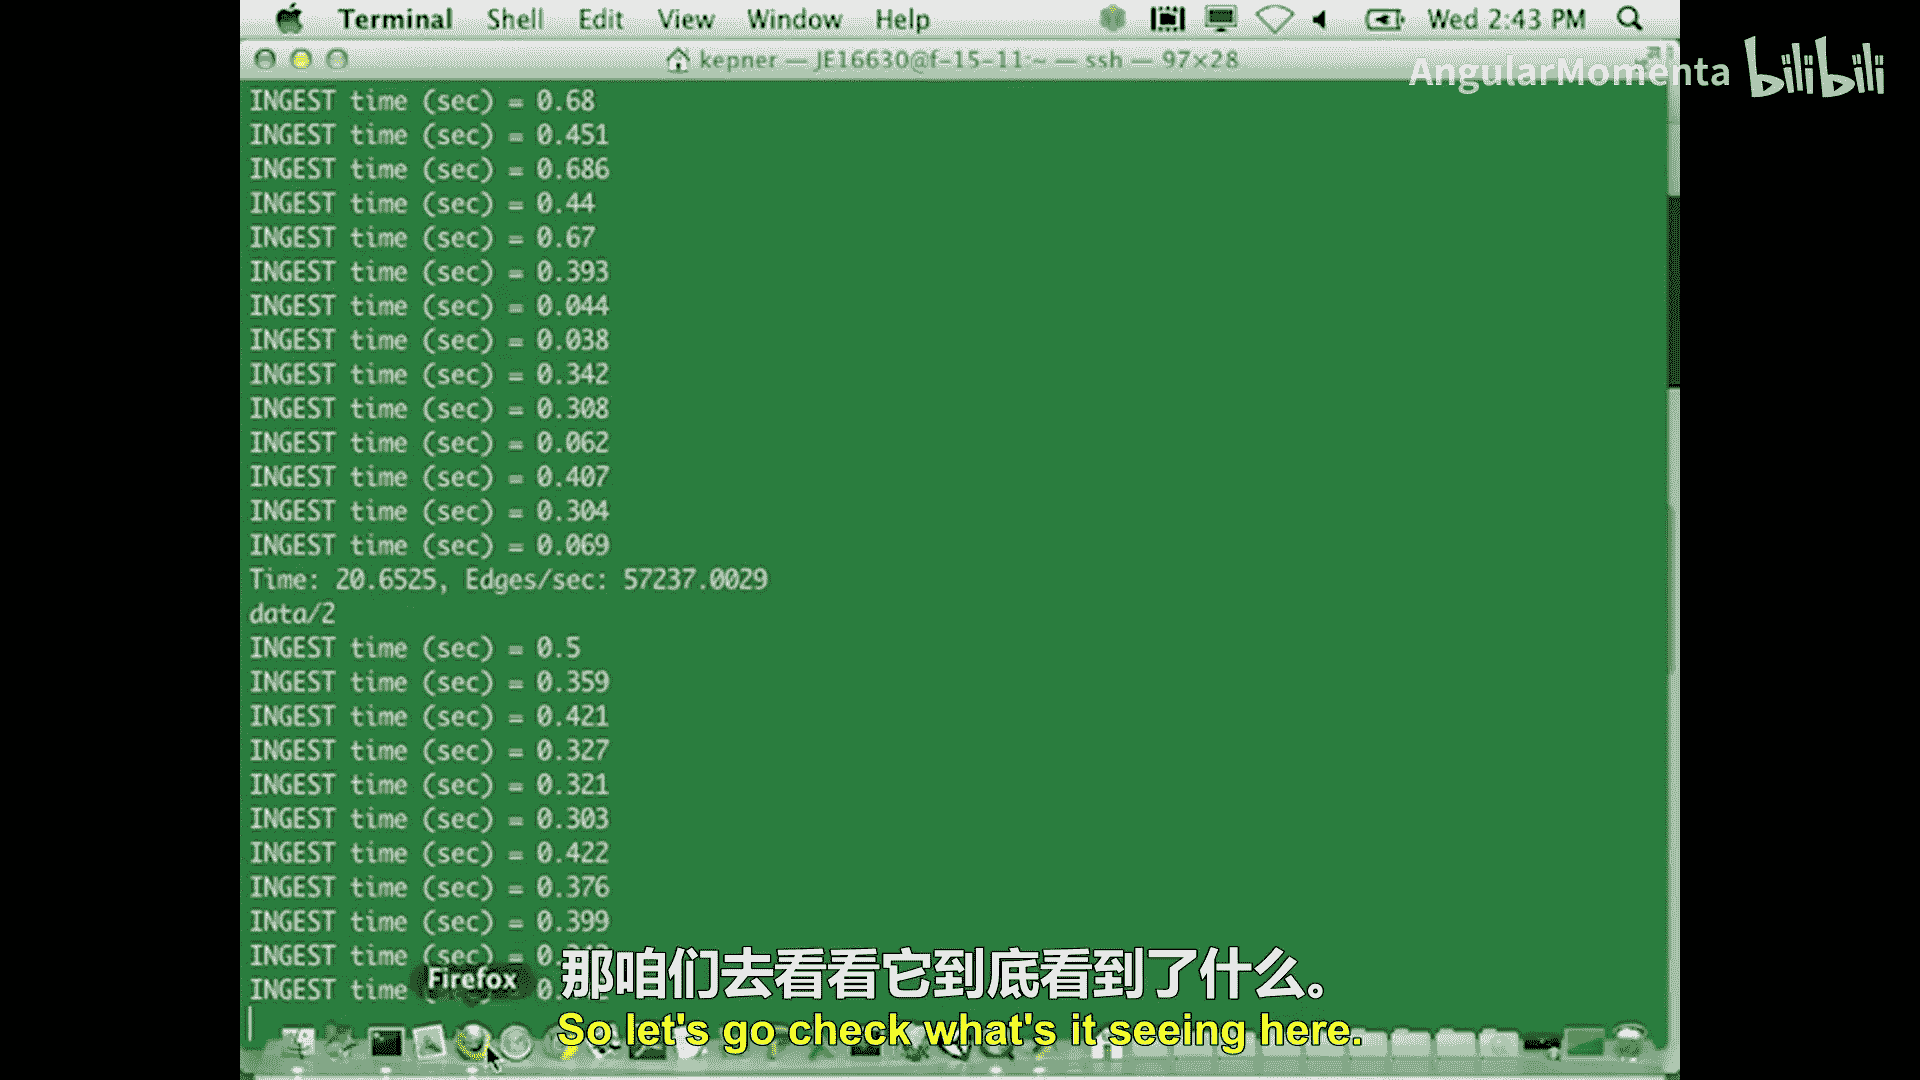 Terminal Shell Edit View Window Help Wed 2:43 PM
kepner — JE16630@f-15-11:~ — ssh — 97×28
AngularMomenta bilibili
INGEST time (sec) = 0.68
INGEST time (sec) = 0.451
INGEST time (sec) = 0.686
INGEST time (sec) = 0.44
INGEST time (sec) = 0.67
INGEST time (sec) = 0.393
INGEST time (sec) = 0.044
INGEST time (sec) = 0.038
INGEST time (sec) = 0.342
INGEST time (sec) = 0.308
INGEST time (sec) = 0.062
INGEST time (sec) = 0.407
INGEST time (sec) = 0.304
INGEST time (sec) = 0.069
Time: 20.6525, Edges/sec: 57237.0029
data/2
INGEST time (sec) = 0.5
INGEST time (sec) = 0.359
INGEST time (sec) = 0.421
INGEST time (sec) = 0.327
INGEST time (sec) = 0.321
INGEST time (sec) = 0.303
INGEST time (sec) = 0.422
INGEST time (sec) = 0.376
INGEST time (sec) = 0.399
INGEST time (sec) =
INGEST time
Firefox
那咱们去看看它到底看到了什么。
So let's go check what's it seeing here.